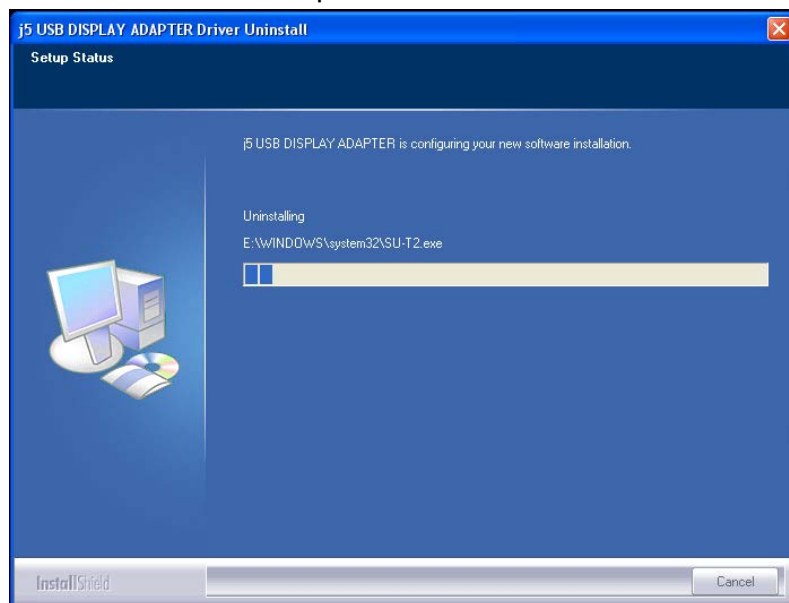 j5 USB DISPLAY ADAPTER Driver Uninstall
Setup Status
j5 USB DISPLAY ADAPTER is configuring your new software installation.
Uninstalling
E:\WINDOWS\system32\SU-T2.exe
InstallShield
Cancel